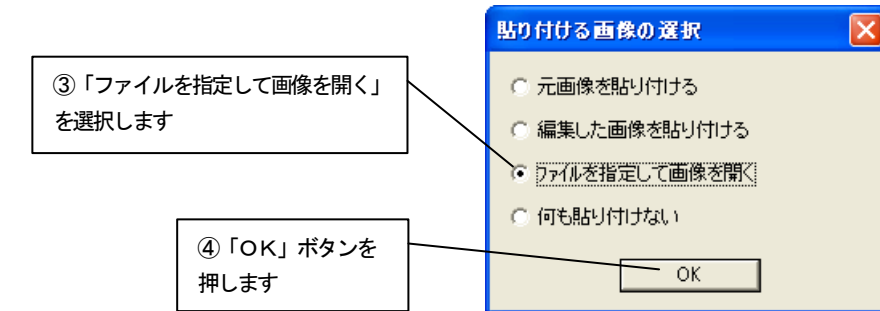 貼り付ける画像の選択
③「ファイルを指定して画像を開く」
を選択します
元画像を貼り付ける
編集した画像を貼り付ける
ファイルを指定して画像を開く
何も貼り付けない
④「OK」ボタンを
押します
OK